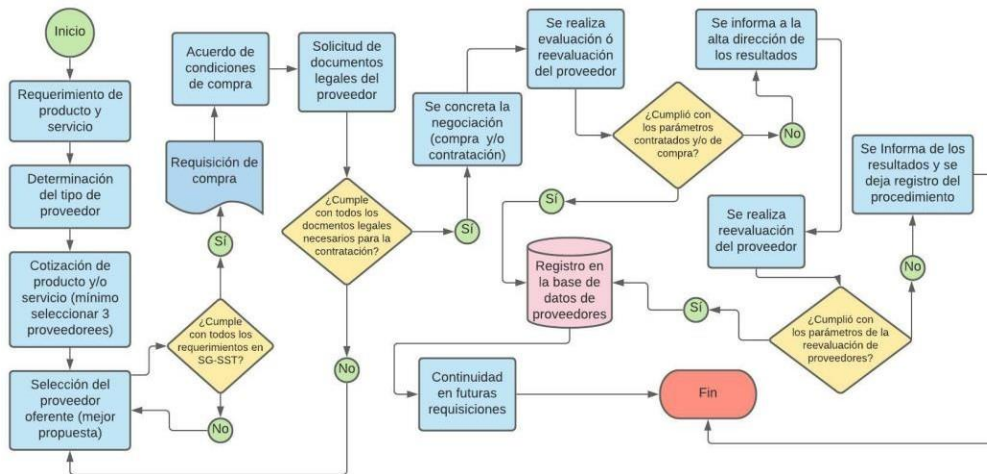 Inicio
Requerimiento de
producto y
servicio
Determinación
del tipo de
proveedor
Cotización de
producto y/o
servicio (mínimo
seleccionar 3
proveedorees)
Selección del
proveedor
oferente (mejor
propuesta)
¿Cumple
con todos los
requerimientos en
SG-SST?
No
Sí
Requisición de
compra
Acuerdo de
condiciones
de compra
Solicitud de
documentos
legales del
proveedor
¿Cumple
con todos los
docmentos legales
necesarios para la
contratación?
No
Sí
Se concreta la
negociación
(compra y/o
contratación)
Se realiza
evaluación ó
reevaluación
del proveedor
¿Cumplió con
los parámetros
contratados y/o de
compra?
No
Sí
Se informa a la
alta dirección de
los resultados
Se realiza
reevaluación del
proveedor
¿Cumplió con
los parámetros de la
reevaluación de
proveedores?
No
Sí
Se Informa de los
resultados y se
deja registro del
procedimiento
Registro en
la base de
datos de
proveedores
Continuidad
en futuras
requisiciones
Fin